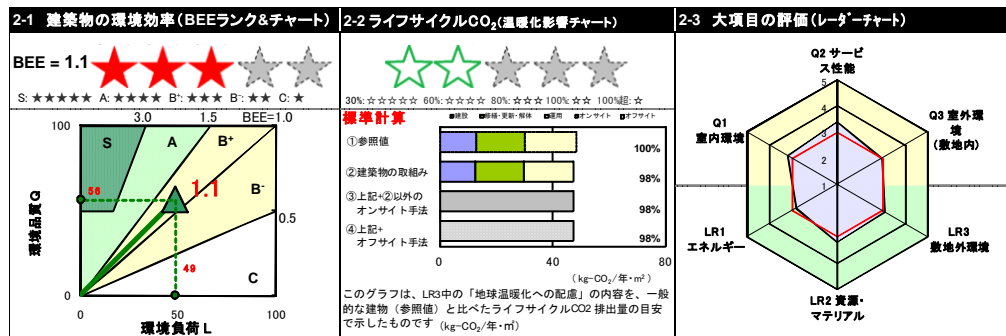 2-1 建築物の環境効率(BEEランク&チャート)
BEE = 1.1
S: ★★★★★ A: ★★★★ B⁺: ★★★ B⁻: ★★ C: ★
3.0 1.5 BEE=1.0
100
S A B⁺
1.1
56
B⁻
0.5
49
C
環境品質Q
0 50 100
環境負荷 L
2-2 ライフサイクルCO₂(温暖化影響チャート)
30%: ☆☆☆☆☆ 60%: ☆☆☆☆ 80%: ☆☆☆ 100%: ☆☆ 100%超: ☆
標準計算
建設 修繕・更新・解体 運用 オンサイト オフサイト
①参照値 100%
②建築物の取組み 98%
③上記+②以外の
オンサイト手法 98%
④上記+
オフサイト手法 98%
0 40 80
(kg-CO₂/年・m²)
このグラフは、LR3中の「地球温暖化への配慮」の内容を、一般
的な建物(参照値)と比べたライフサイクルCO2 排出量の目安
で示したものです (kg-CO₂/年・㎡)
2-3 大項目の評価(レーダーチャート)
Q2 サービ
ス性能
Q1
室内環境
Q3 室外環
境
(敷地内)
5
4
3
2
1
LR1
エネルギー
LR3
敷地外環境
LR2 資源・
マテリアル